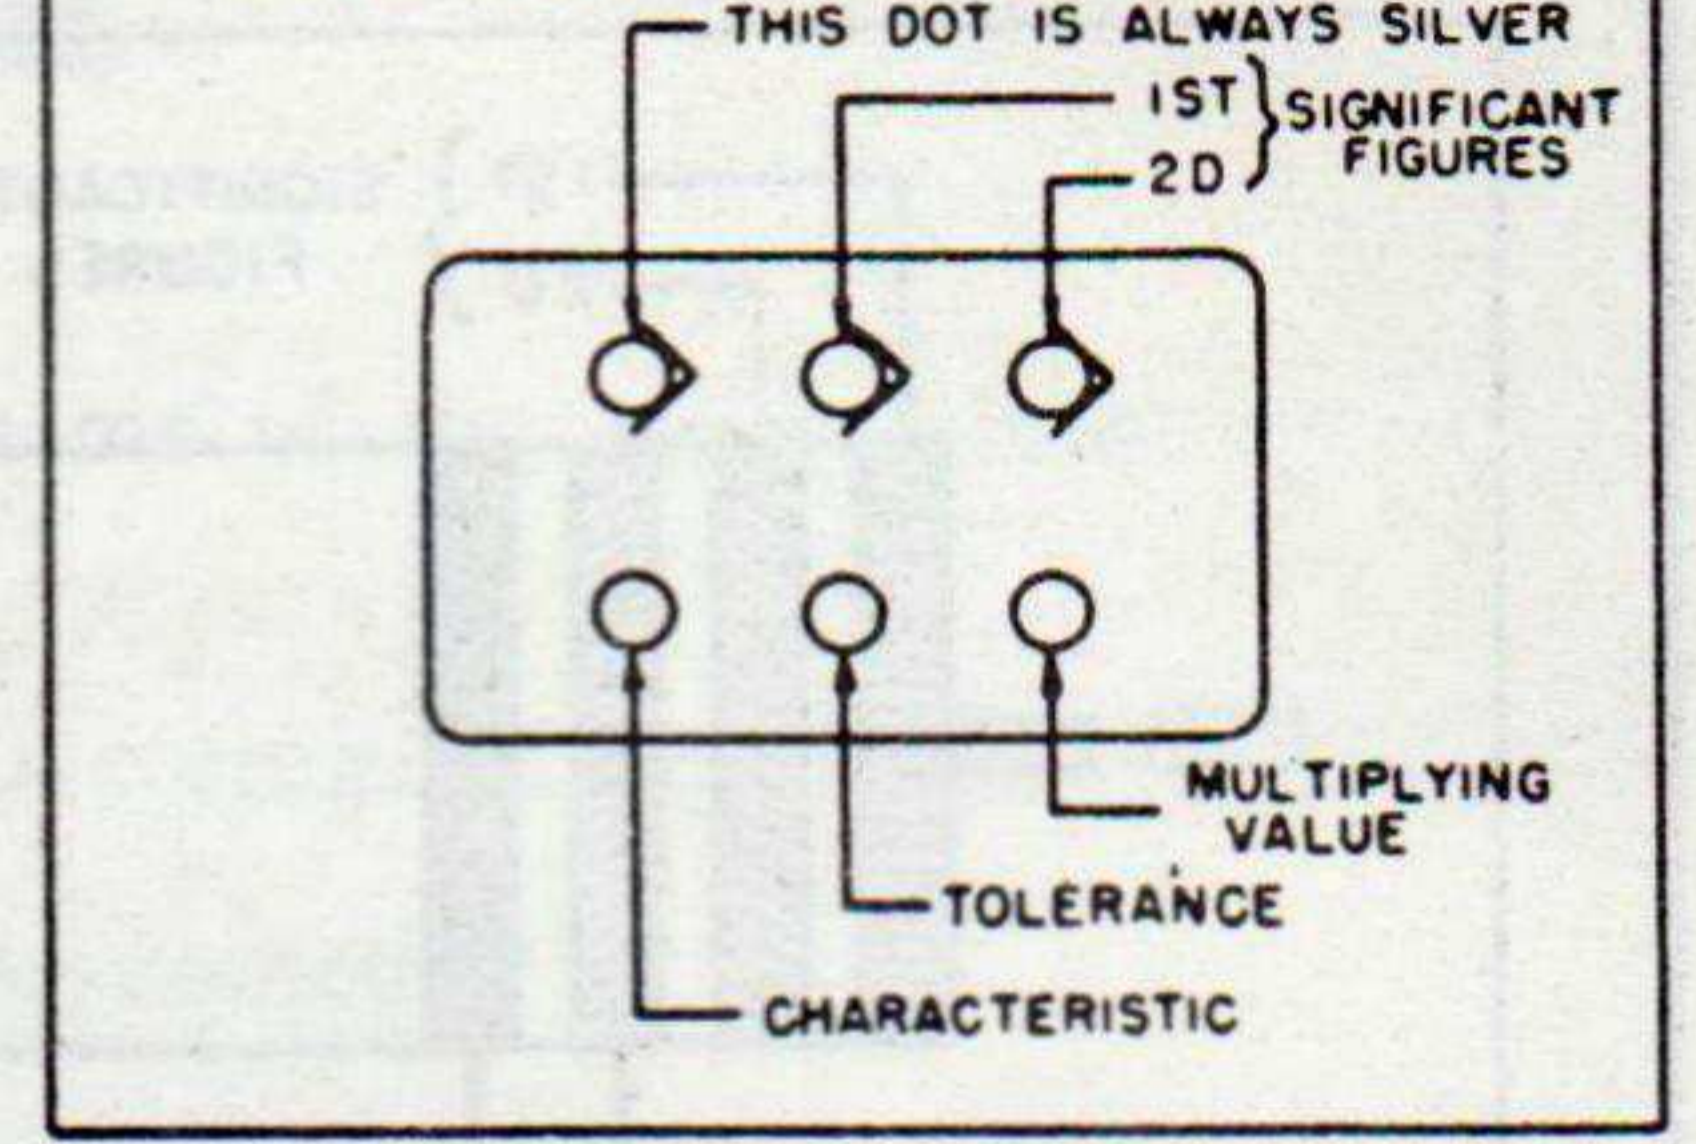 THIS DOT IS ALWAYS SILVER
1ST
2D
SIGNIFICANT
FIGURES
MULTIPLYING
VALUE
TOLERANCE
CHARACTERISTIC